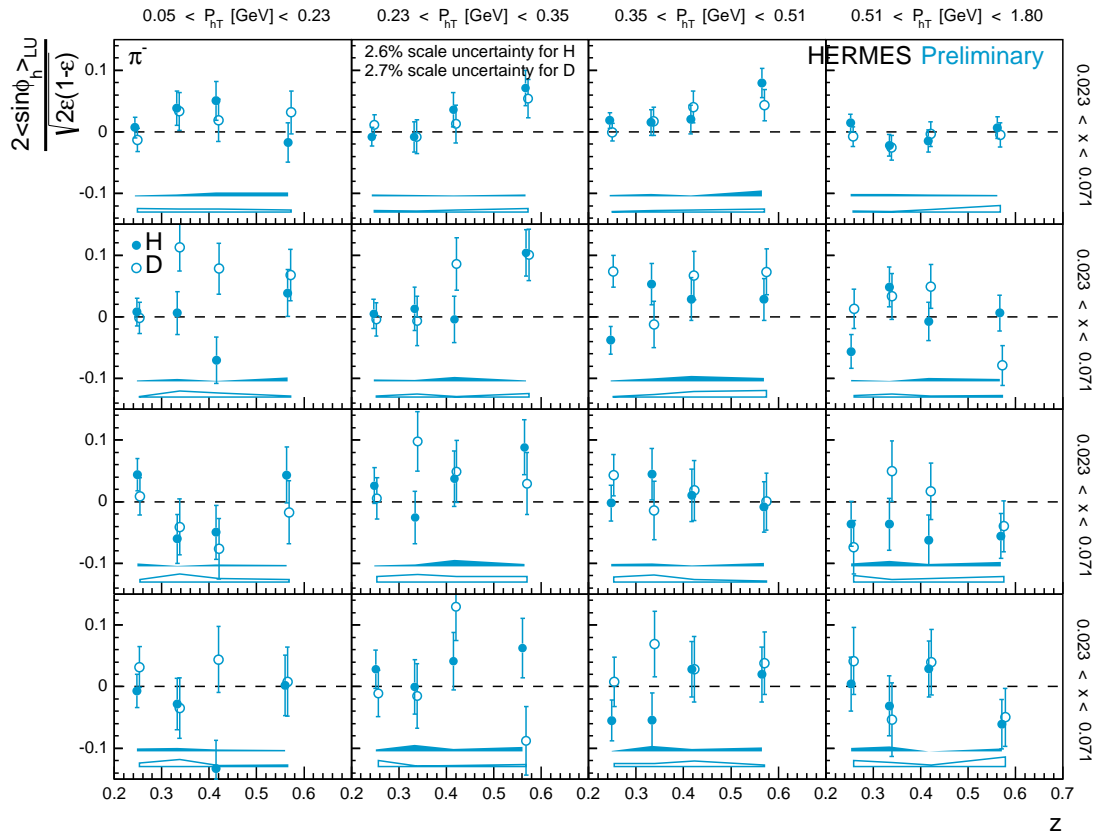 0.05 < P_hT [GeV] < 0.23
0.23 < P_hT [GeV] < 0.35
0.35 < P_hT [GeV] < 0.51
0.51 < P_hT [GeV] < 1.80
2<sinϕ_h>_LU
√2ε(1-ε)
π⁻
2.6% scale uncertainty for H
2.7% scale uncertainty for D
HERMES Preliminary
0.1
0
-0.1
0.023 < x < 0.071
H
D
0.1
0
-0.1
0.023 < x < 0.071
0.1
0
-0.1
0.023 < x < 0.071
0.1
0
-0.1
0.023 < x < 0.071
0.2 0.3 0.4 0.5 0.6 0.2 0.3 0.4 0.5 0.6 0.2 0.3 0.4 0.5 0.6 0.2 0.3 0.4 0.5 0.6 0.7
z